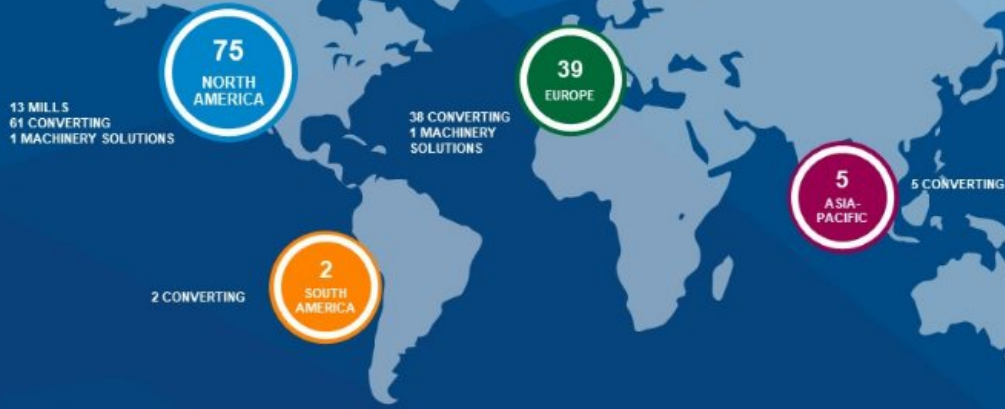 75
NORTH
AMERICA
13 MILLS
61 CONVERTING
1 MACHINERY SOLUTIONS
39
EUROPE
38 CONVERTING
1 MACHINERY
SOLUTIONS
5
ASIA-
PACIFIC
5 CONVERTING
2
SOUTH
AMERICA
2 CONVERTING